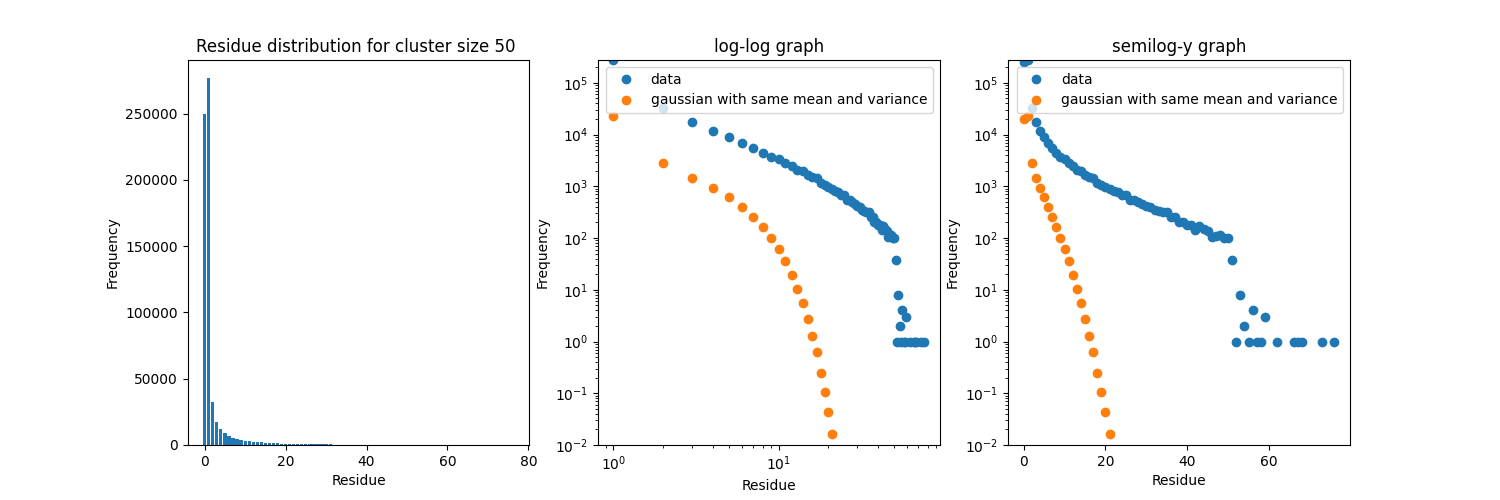 Residue distribution for cluster size 50
Frequency
250000
200000
150000
100000
50000
0
0 20 40 60 80
Residue
log-log graph
data
gaussian with same mean and variance
Frequency
10^5
10^4
10^3
10^2
10^1
10^0
10^-1
10^-2
10^0 10^1
Residue
semilog-y graph
data
gaussian with same mean and variance
Frequency
10^5
10^4
10^3
10^2
10^1
10^0
10^-1
10^-2
0 20 40 60
Residue